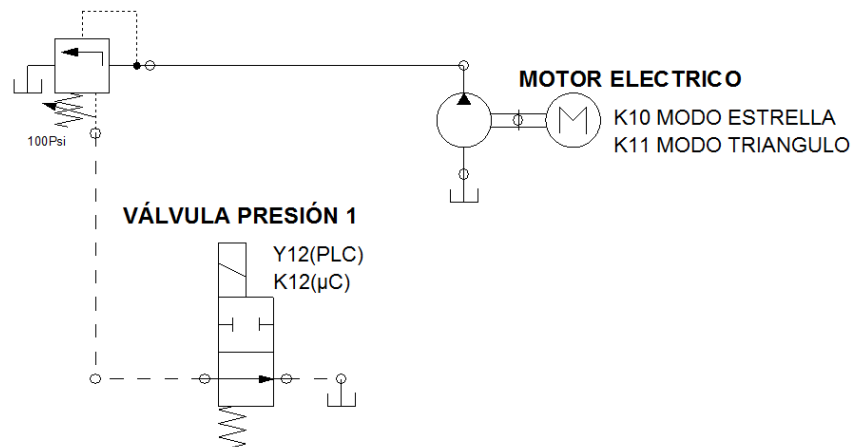 MOTOR ELECTRICO
M
K10 MODO ESTRELLA
K11 MODO TRIANGULO
100Psi
VÁLVULA PRESIÓN 1
Y12(PLC)
K12(µC)